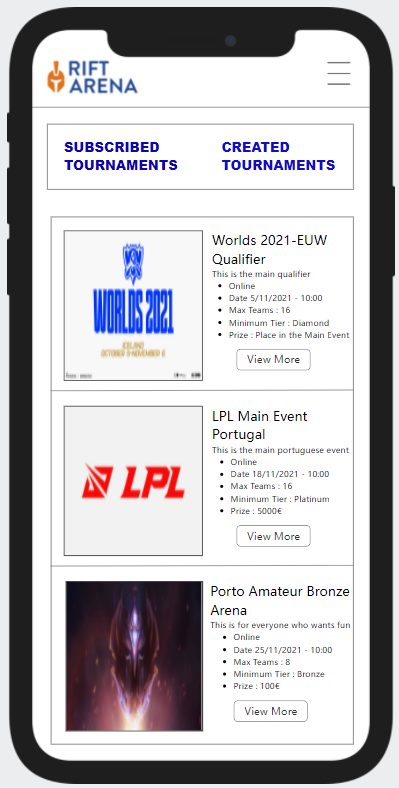 RIFT
ARENA
SUBSCRIBED
TOURNAMENTS
CREATED
TOURNAMENTS
WORLDS 2021
ICELAND
OCTOBER 5-NOVEMBER 6
Worlds 2021-EUW
Qualifier
This is the main qualifier
Online
Date 5/11/2021 - 10:00
Max Teams : 16
Minimum Tier : Diamond
Prize : Place in the Main Event
View More
LPL
LPL Main Event
Portugal
This is the main portuguese event
Online
Date 18/11/2021 - 10:00
Max Teams : 16
Minimum Tier : Platinum
Prize : 5000€
View More
Porto Amateur Bronze
Arena
This is for everyone who wants fun
Online
Date 25/11/2021 - 10:00
Max Teams : 8
Minimum Tier : Bronze
Prize : 100€
View More